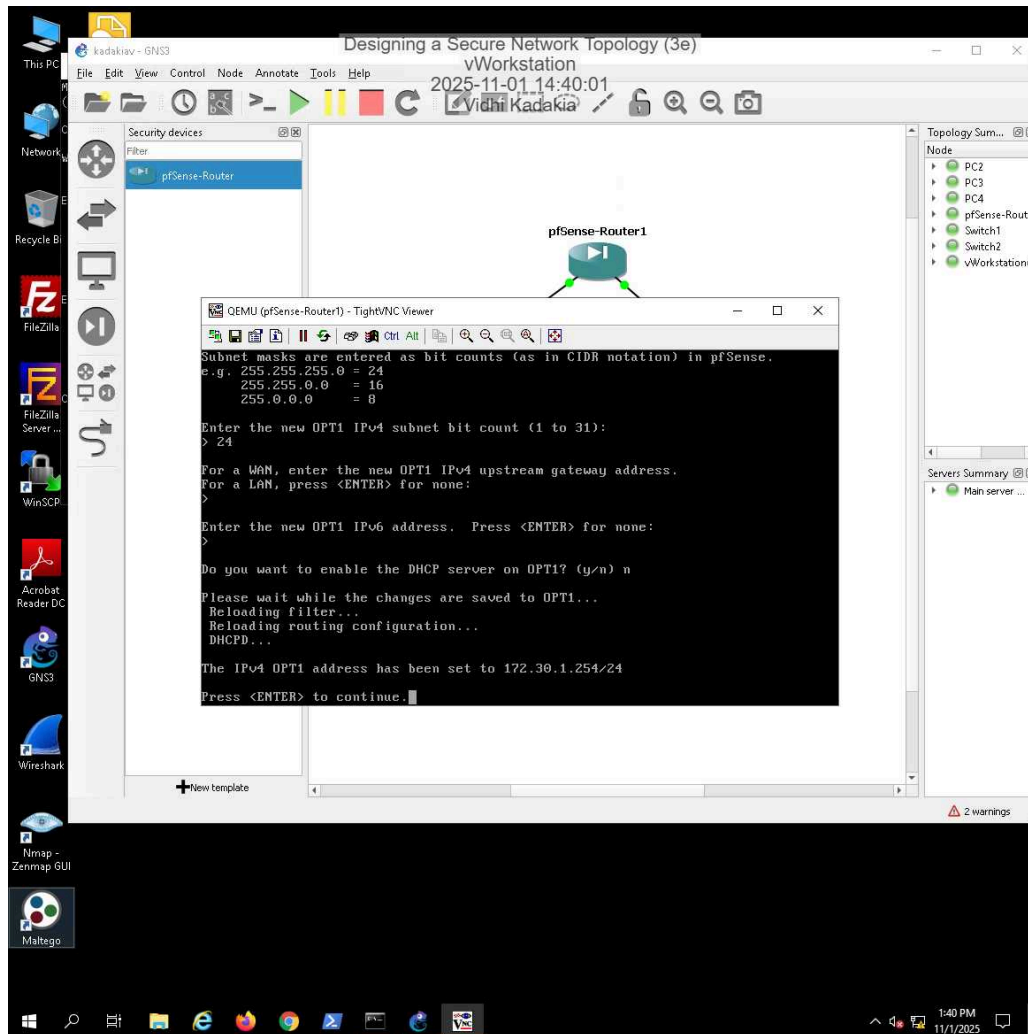 This PC
Network
Recycle Bi
FileZilla
FileZilla
Server ...
WinSCP
Acrobat
Reader DC
GNS3
Wireshark
Nmap -
Zenmap GUI
Maltego
kadakiav - GNS3
Designing a Secure Network Topology (3e)
vWorkstation
2025-11-01 14:40:01
Vidhi Kadakia
File Edit View Control Node Annotate Tools Help
Security devices
Filter
pfSense-Router
New template
pfSense-Router1
Topology Sum...
Node
PC2
PC3
PC4
pfSense-Rout
Switch1
Switch2
vWorkstation
Servers Summary
Main server ...
2 warnings
QEMU (pfSense-Router1) - TightVNC Viewer
Ctrl Alt
Subnet masks are entered as bit counts (as in CIDR notation) in pfSense.
e.g. 255.255.255.0 = 24
255.255.0.0 = 16
255.0.0.0 = 8
Enter the new OPT1 IPv4 subnet bit count (1 to 31):
> 24
For a WAN, enter the new OPT1 IPv4 upstream gateway address.
For a LAN, press <ENTER> for none:
>
Enter the new OPT1 IPv6 address. Press <ENTER> for none:
>
Do you want to enable the DHCP server on OPT1? (y/n) n
Please wait while the changes are saved to OPT1...
Reloading filter...
Reloading routing configuration...
DHCPD...
The IPv4 OPT1 address has been set to 172.30.1.254/24
Press <ENTER> to continue.
1:40 PM
11/1/2025